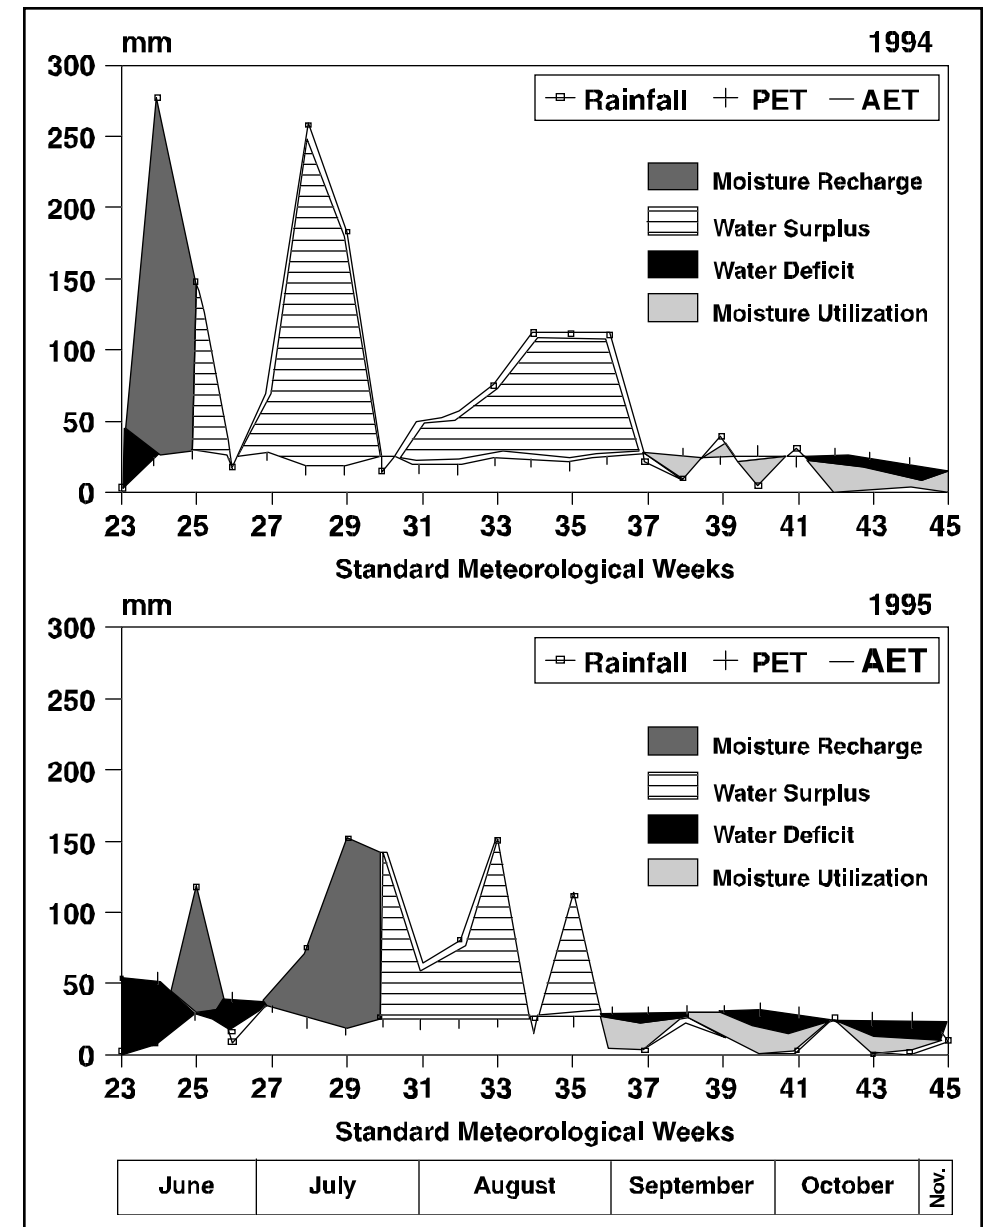 mm 1994
300
Rainfall PET AET
250
Moisture Recharge
200
Water Surplus
Water Deficit
150
Moisture Utilization
100
50
0
23 25 27 29 31 33 35 37 39 41 43 45
Standard Meteorological Weeks
mm 1995
300
Rainfall PET AET
250
Moisture Recharge
200
Water Surplus
Water Deficit
150
Moisture Utilization
100
50
0
23 25 27 29 31 33 35 37 39 41 43 45
Standard Meteorological Weeks
June July August September October Nov.